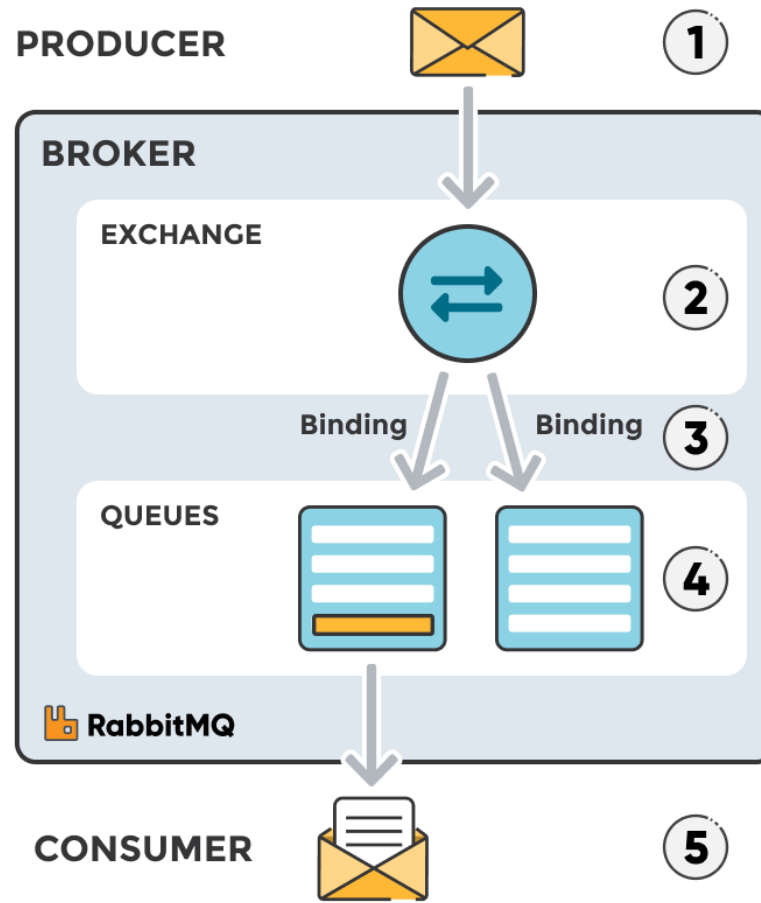 PRODUCER 1
BROKER
EXCHANGE
2
Binding Binding 3
QUEUES
4
RabbitMQ
CONSUMER 5